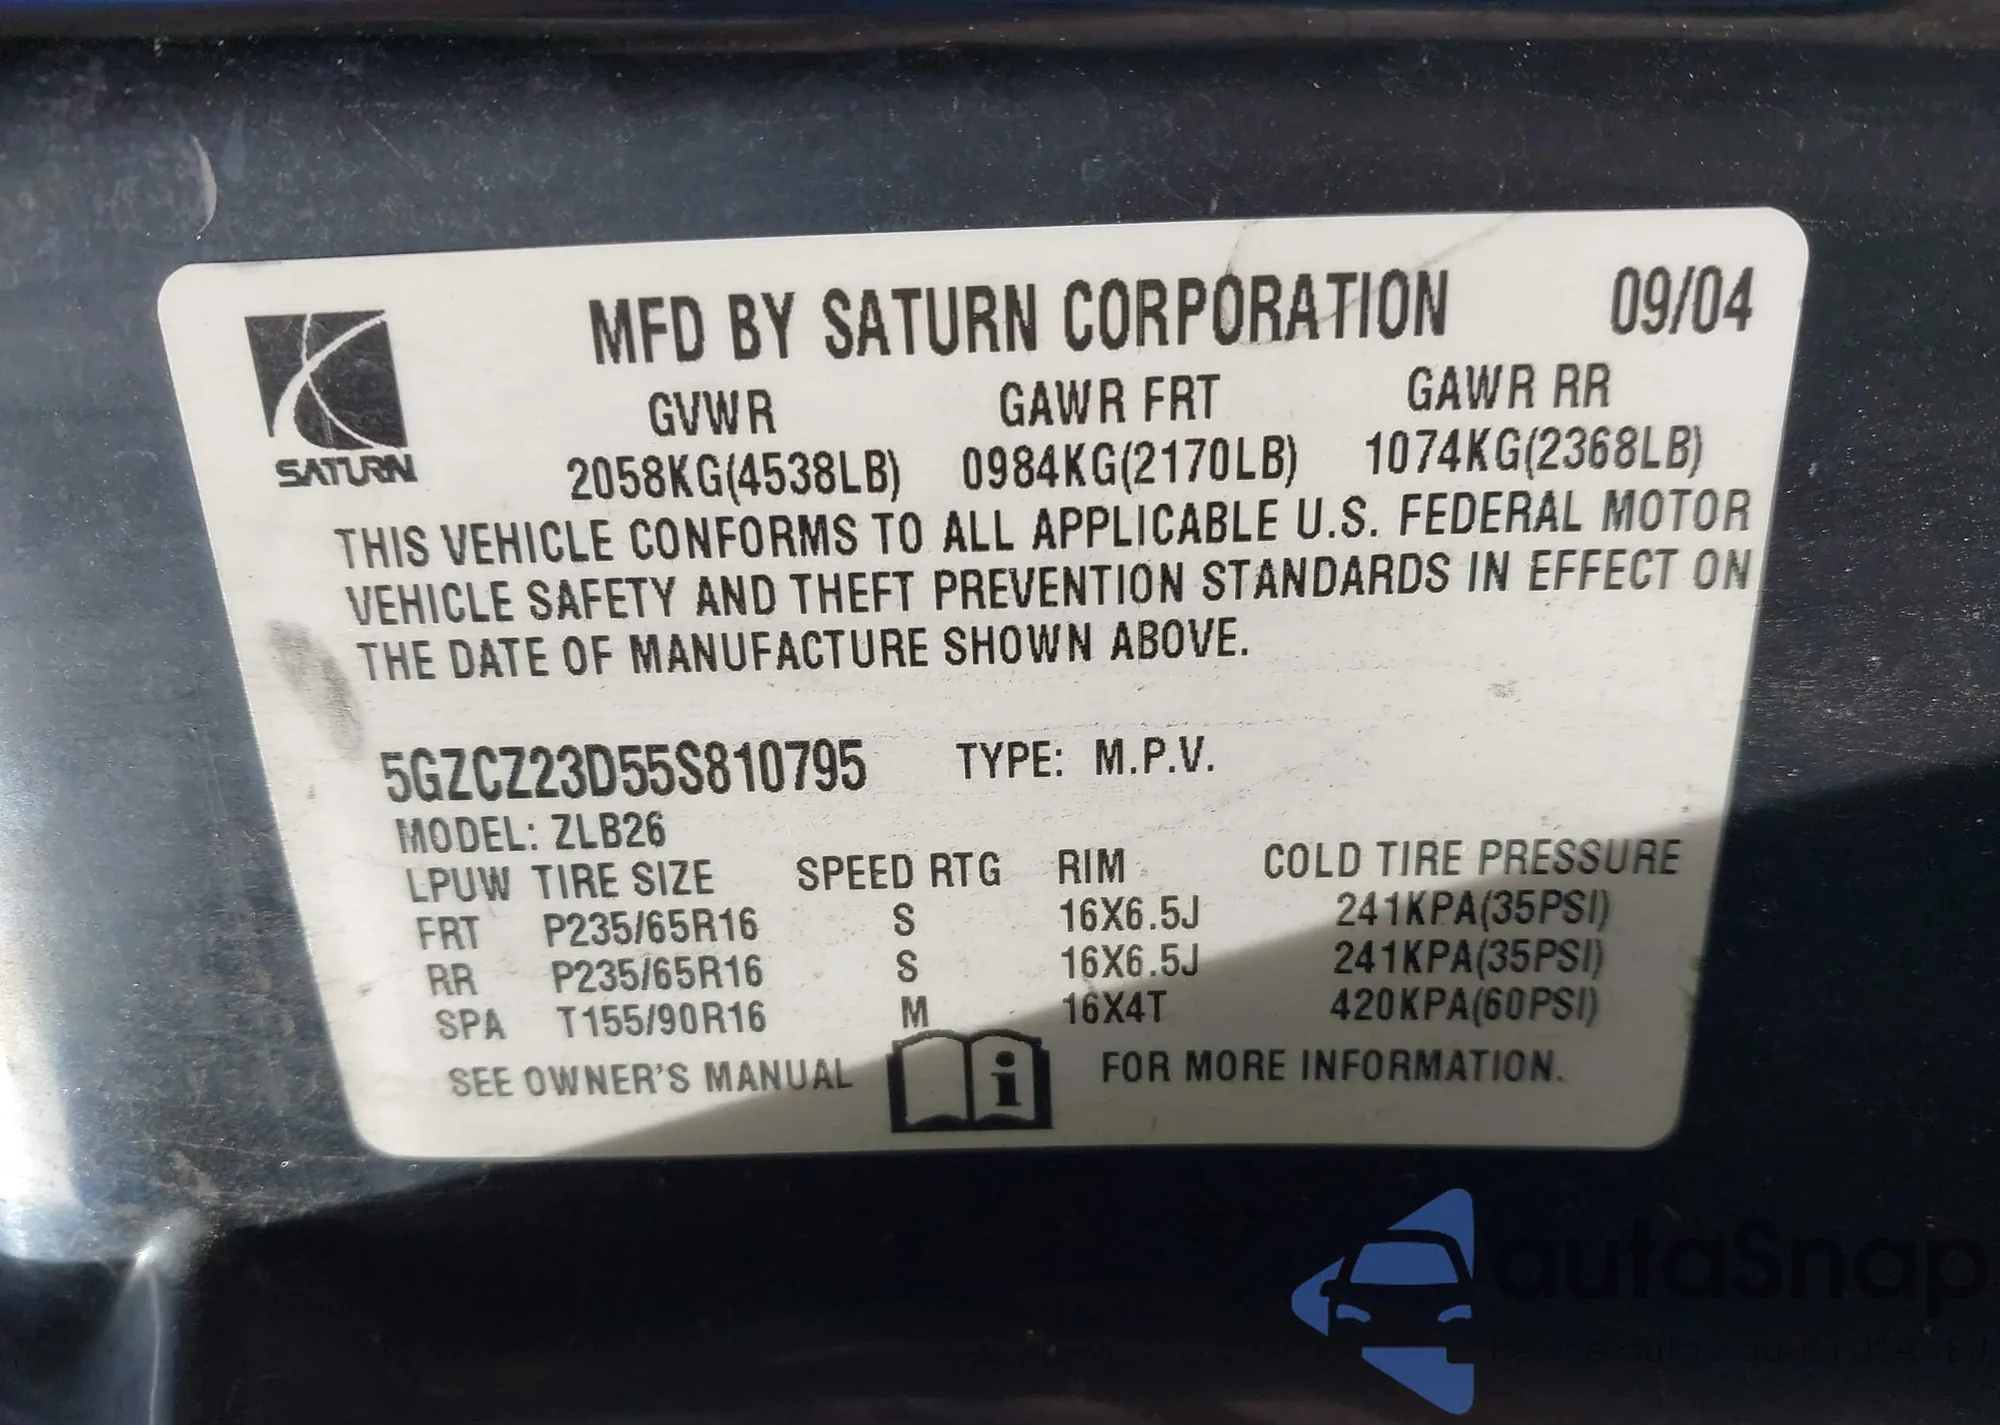 MFD BY SATURN CORPORATION 09/04
SATURN
GVWR GAWR FRT GAWR RR
2058KG(4538LB) 0984KG(2170LB) 1074KG(2368LB)
THIS VEHICLE CONFORMS TO ALL APPLICABLE U.S. FEDERAL MOTOR
VEHICLE SAFETY AND THEFT PREVENTION STANDARDS IN EFFECT ON
THE DATE OF MANUFACTURE SHOWN ABOVE.
5GZCZ23D55S810795 TYPE: M.P.V.
MODEL: ZLB26
LPUW TIRE SIZE SPEED RTG RIM COLD TIRE PRESSURE
FRT P235/65R16 S 16X6.5J 241KPA(35PSI)
RR P235/65R16 S 16X6.5J 241KPA(35PSI)
SPA T155/90R16 M 16X4T 420KPA(60PSI)
SEE OWNER'S MANUAL i FOR MORE INFORMATION.
autaSnap